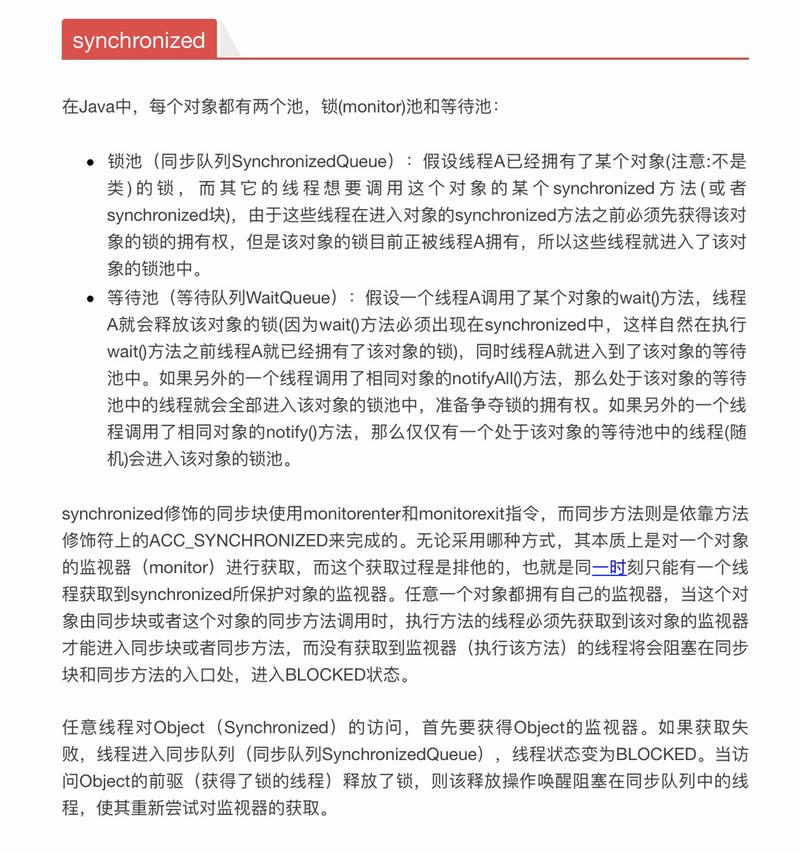 synchronized
在Java中，每个对象都有两个池，锁(monitor)池和等待池：
● 锁池（同步队列SynchronizedQueue）：假设线程A已经拥有了某个对象(注意:不是
类)的锁，而其它的线程想要调用这个对象的某个synchronized方法(或者
synchronized块)，由于这些线程在进入对象的synchronized方法之前必须先获得该对
象的锁的拥有权，但是该对象的锁目前正被线程A拥有，所以这些线程就进入了该对
象的锁池中。
● 等待池（等待队列WaitQueue）：假设一个线程A调用了某个对象的wait()方法，线程
A就会释放该对象的锁(因为wait()方法必须出现在synchronized中，这样自然在执行
wait()方法之前线程A就已经拥有了该对象的锁)，同时线程A就进入到了该对象的等待
池中。如果另外的一个线程调用了相同对象的notifyAll()方法，那么处于该对象的等待
池中的线程就会全部进入该对象的锁池中，准备争夺锁的拥有权。如果另外的一个线
程调用了相同对象的notify()方法，那么仅仅有一个处于该对象的等待池中的线程(随
机)会进入该对象的锁池。
synchronized修饰的同步块使用monitorenter和monitorexit指令，而同步方法则是依靠方法
修饰符上的ACC_SYNCHRONIZED来完成的。无论采用哪种方式，其本质上是对一个对象
的监视器（monitor）进行获取，而这个获取过程是排他的，也就是同一时刻只能有一个线
程获取到synchronized所保护对象的监视器。任意一个对象都拥有自己的监视器，当这个对
象由同步块或者这个对象的同步方法调用时，执行方法的线程必须先获取到该对象的监视器
才能进入同步块或者同步方法，而没有获取到监视器（执行该方法）的线程将会阻塞在同步
块和同步方法的入口处，进入BLOCKED状态。
任意线程对Object（Synchronized）的访问，首先要获得Object的监视器。如果获取失
败，线程进入同步队列（同步队列SynchronizedQueue），线程状态变为BLOCKED。当访
问Object的前驱（获得了锁的线程）释放了锁，则该释放操作唤醒阻塞在同步队列中的线
程，使其重新尝试对监视器的获取。